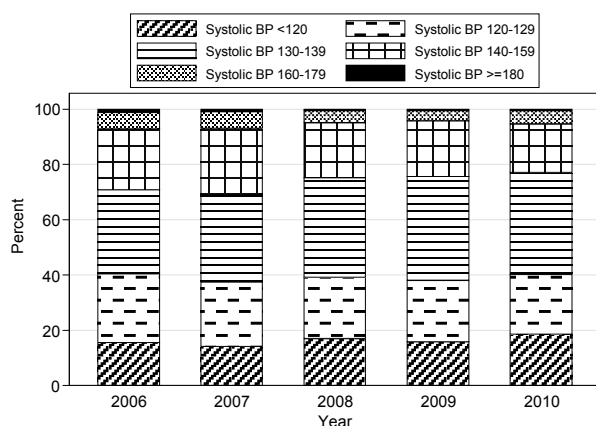 Systolic BP <120 Systolic BP 120-129
Systolic BP 130-139 Systolic BP 140-159
Systolic BP 160-179 Systolic BP >=180
100
80
60
40
20
0
Percent
2006 2007 2008 2009 2010
Year